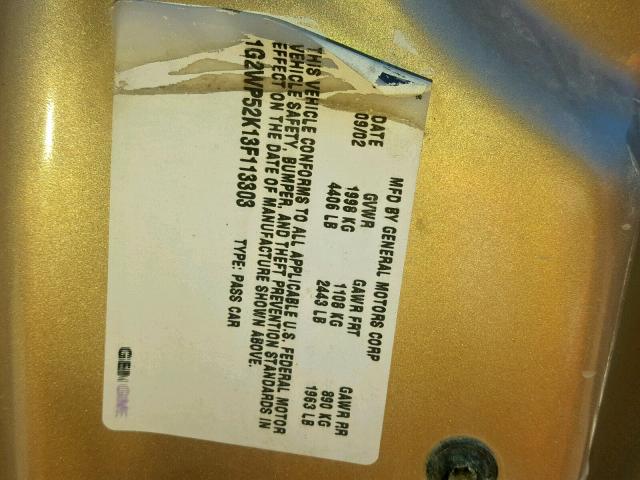 MFD BY GENERAL MOTORS CORP
DATE GVWR GAWR FRT GAWR RR
09/02 1998 KG 1108 KG 890 KG
4406 LB 2443 LB 1963 LB
THIS VEHICLE CONFORMS TO ALL APPLICABLE U.S. FEDERAL MOTOR
VEHICLE SAFETY, BUMPER, AND THEFT PREVENTION STANDARDS IN
EFFECT ON THE DATE OF MANUFACTURE SHOWN ABOVE.
1G2WP52K13F113303 TYPE: PASS CAR